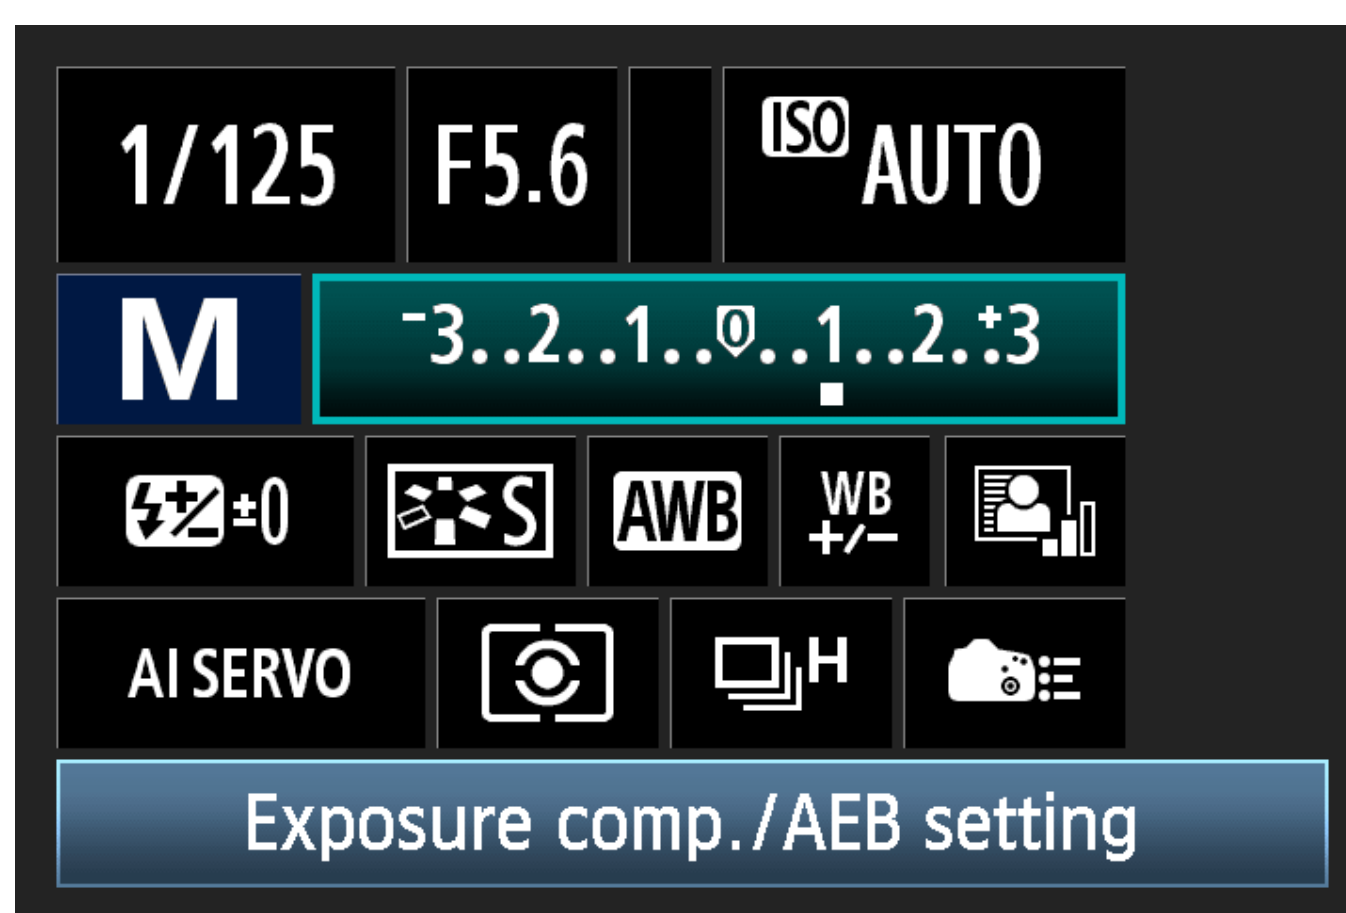 1/125 F5.6 ISO AUTO
M -3..2..1..0..1..2.:+3
±0 S AWB WB +/-
AI SERVO H
Exposure comp./AEB setting